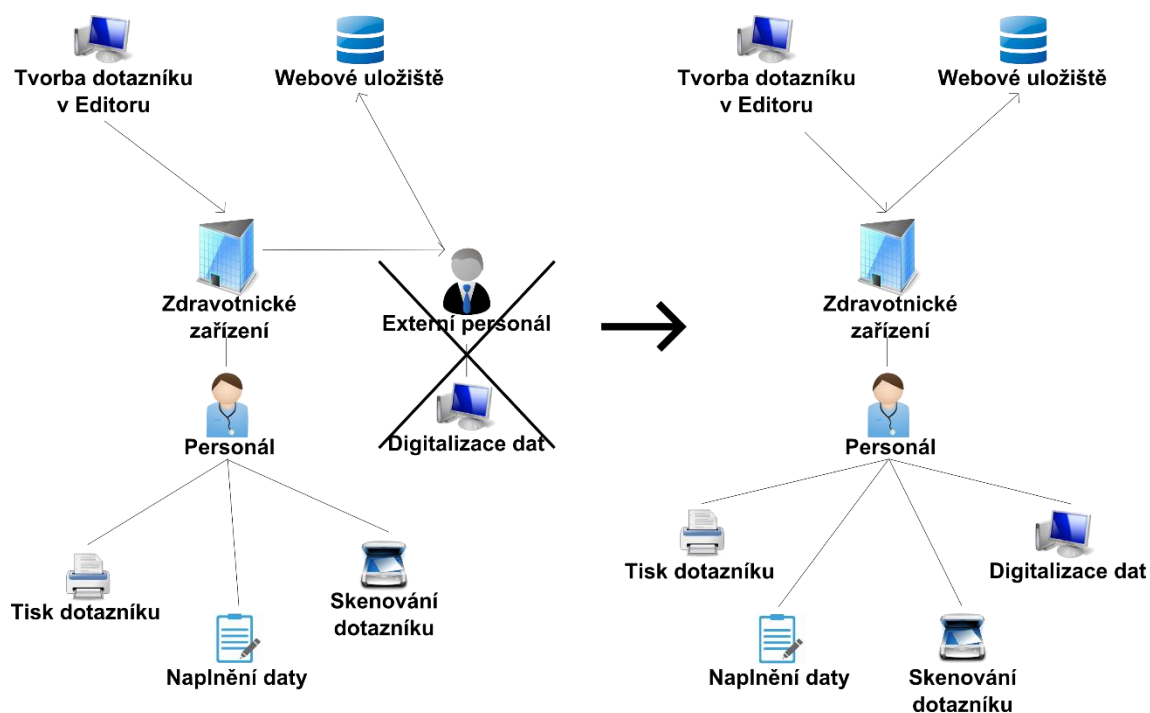 Tvorba dotazníku
v Editoru
Webové uložiště
Zdravotnické
zařízení
Externí personál
Digitalizace dat
Personál
Tisk dotazníku
Naplnění daty
Skenování
dotazníku
Tvorba dotazníku
v Editoru
Webové uložiště
Zdravotnické
zařízení
Personál
Tisk dotazníku
Naplnění daty
Skenování
dotazníku
Digitalizace dat